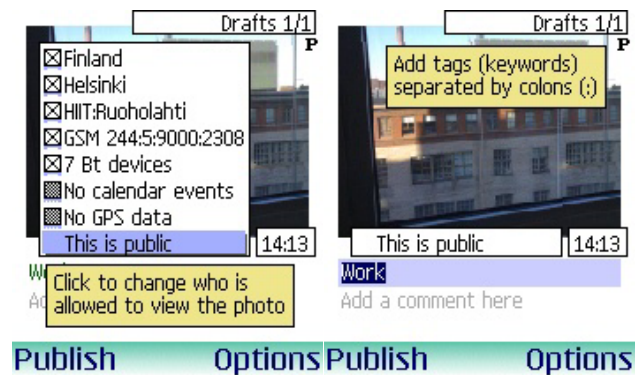 Drafts 1/1
P
Finland
Helsinki
HIIT:Ruoholahti
GSM 244:5:9000:2308
7 Bt devices
No calendar events
No GPS data
This is public
14:13
Click to change who is
allowed to view the photo
Publish
Options
Drafts 1/1
P
Add tags (keywords)
separated by colons (;)
This is public
14:13
Work
Add a comment here
Publish
Options